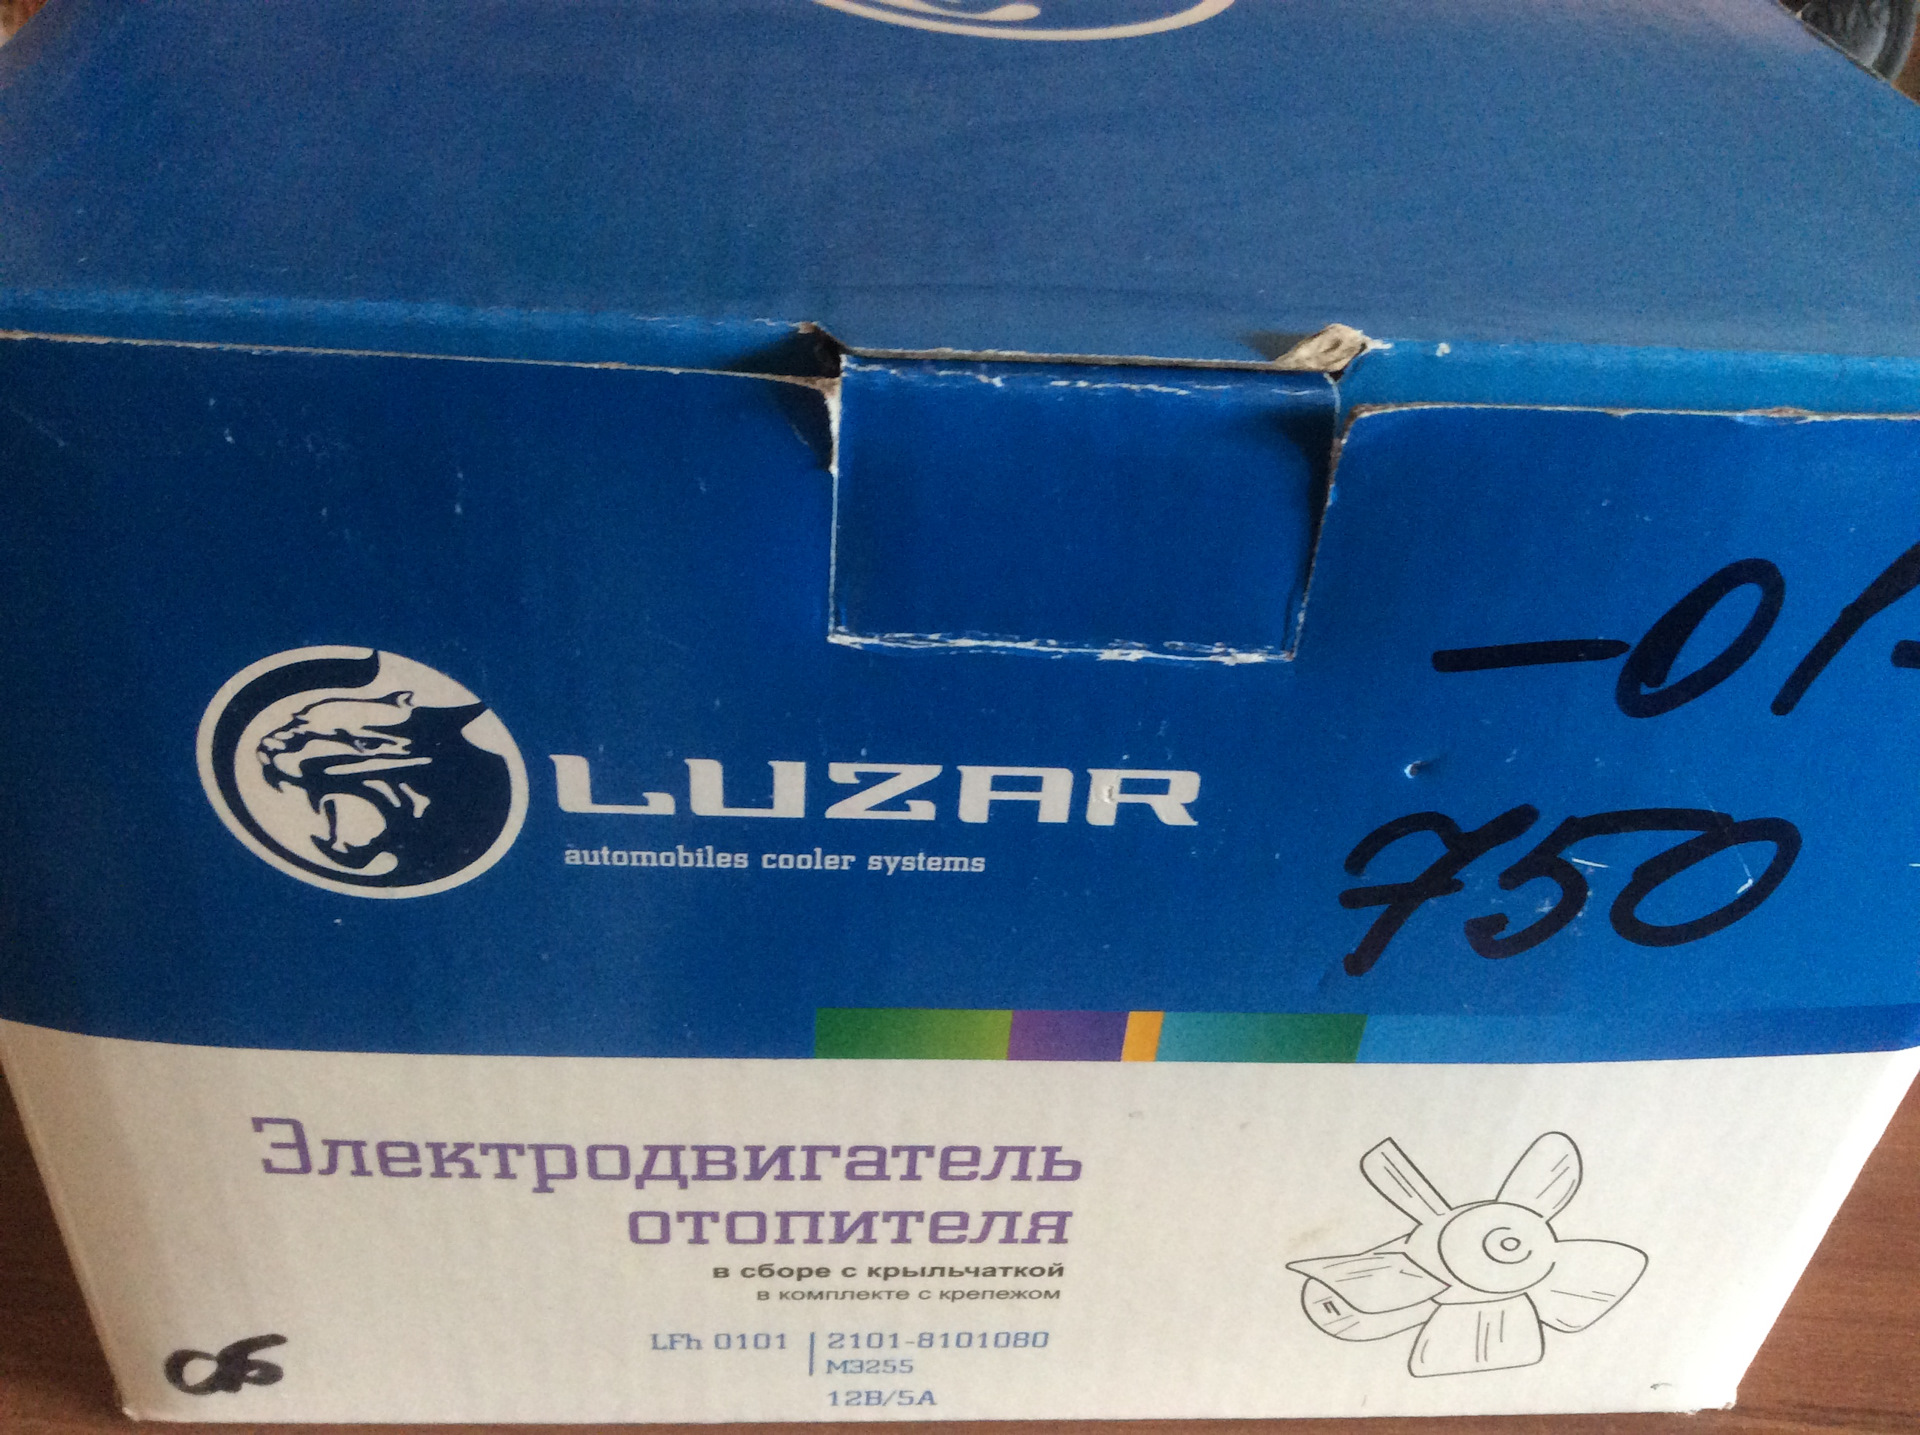 -01-
LUZAR
automobiles cooler systems
750
Электродвигатель
отопителя
в сборе с крыльчаткой
в комплекте с крепежом
LFh 0101 | 2101-8101080
МЭ255
12В/5А